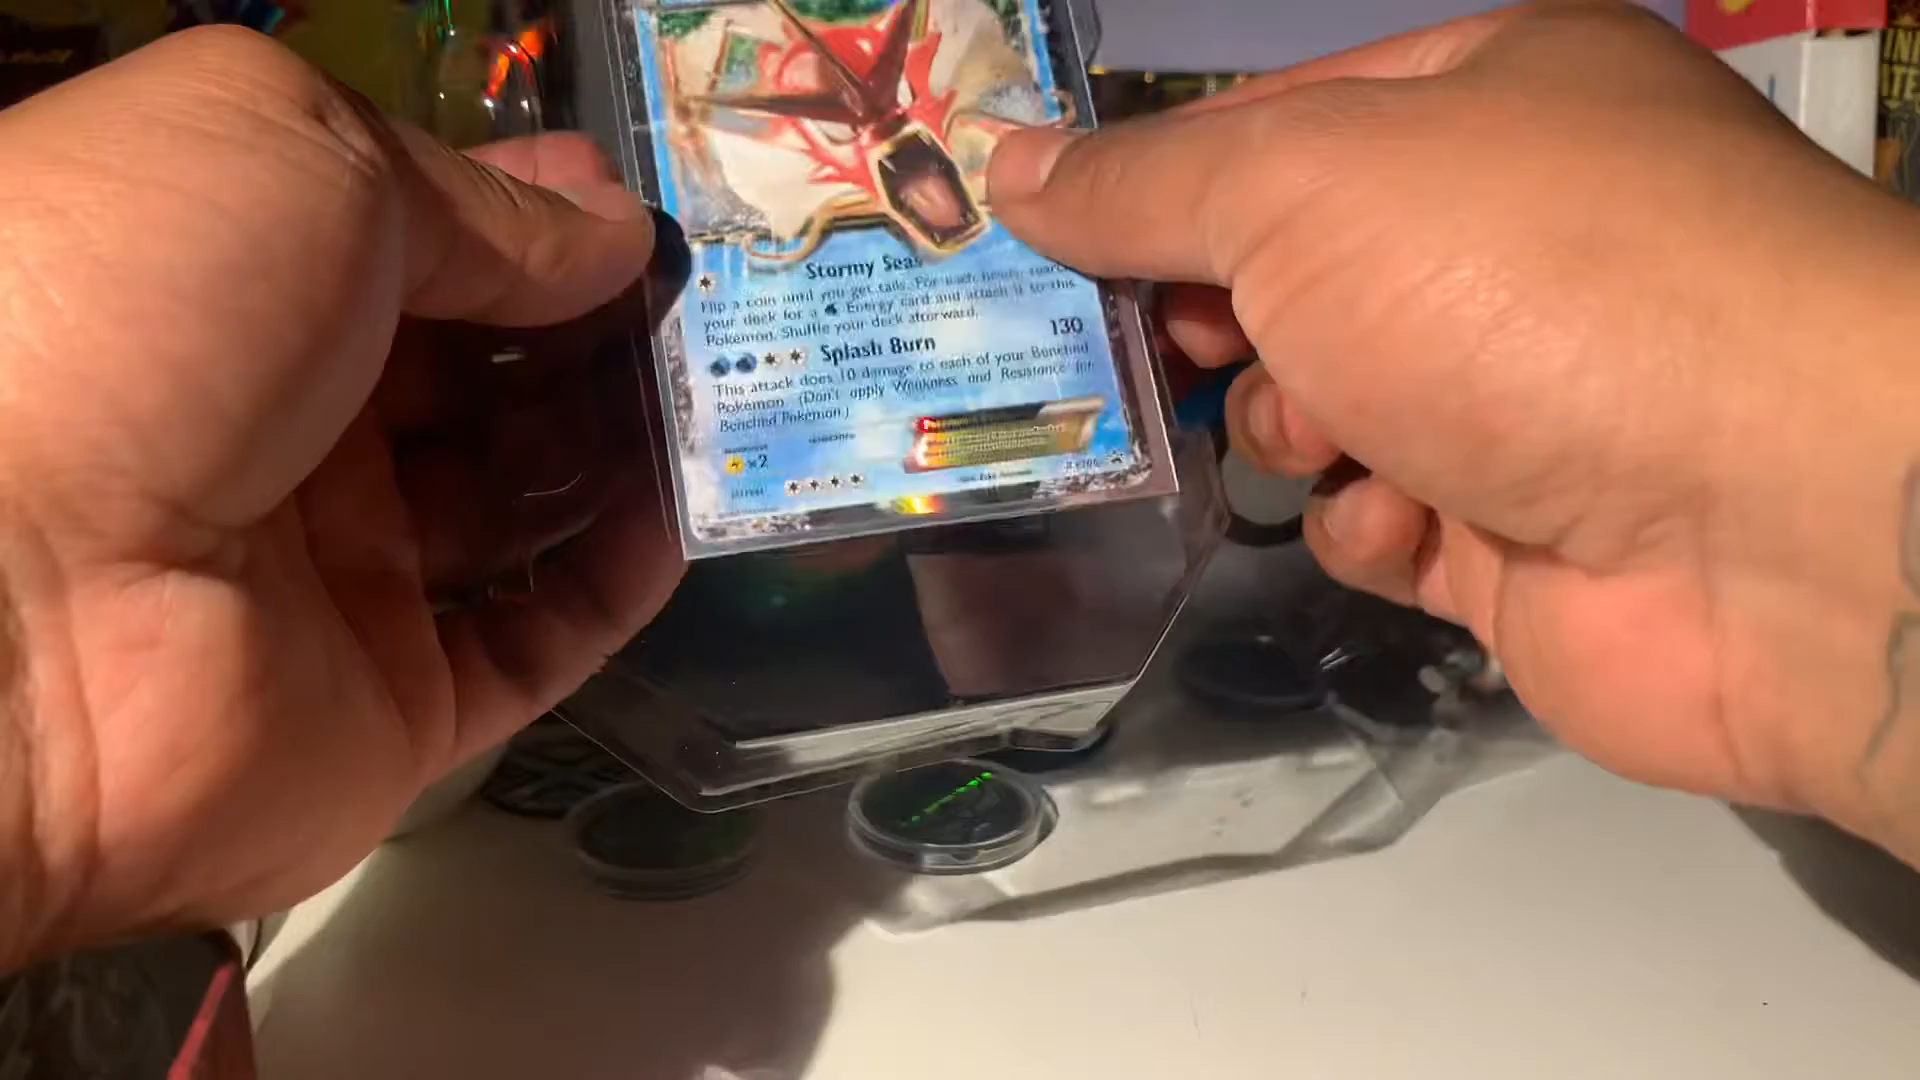 Stormy Seas
Flip a coin until you get tails. For each heads, search
your deck for a Energy card and attach it to this
Pokémon. Shuffle your deck afterward.
Splash Burn 130
This attack does 10 damage to each of your Benched
Pokémon. (Don't apply Weakness and Resistance for
Benched Pokémon.)
×2